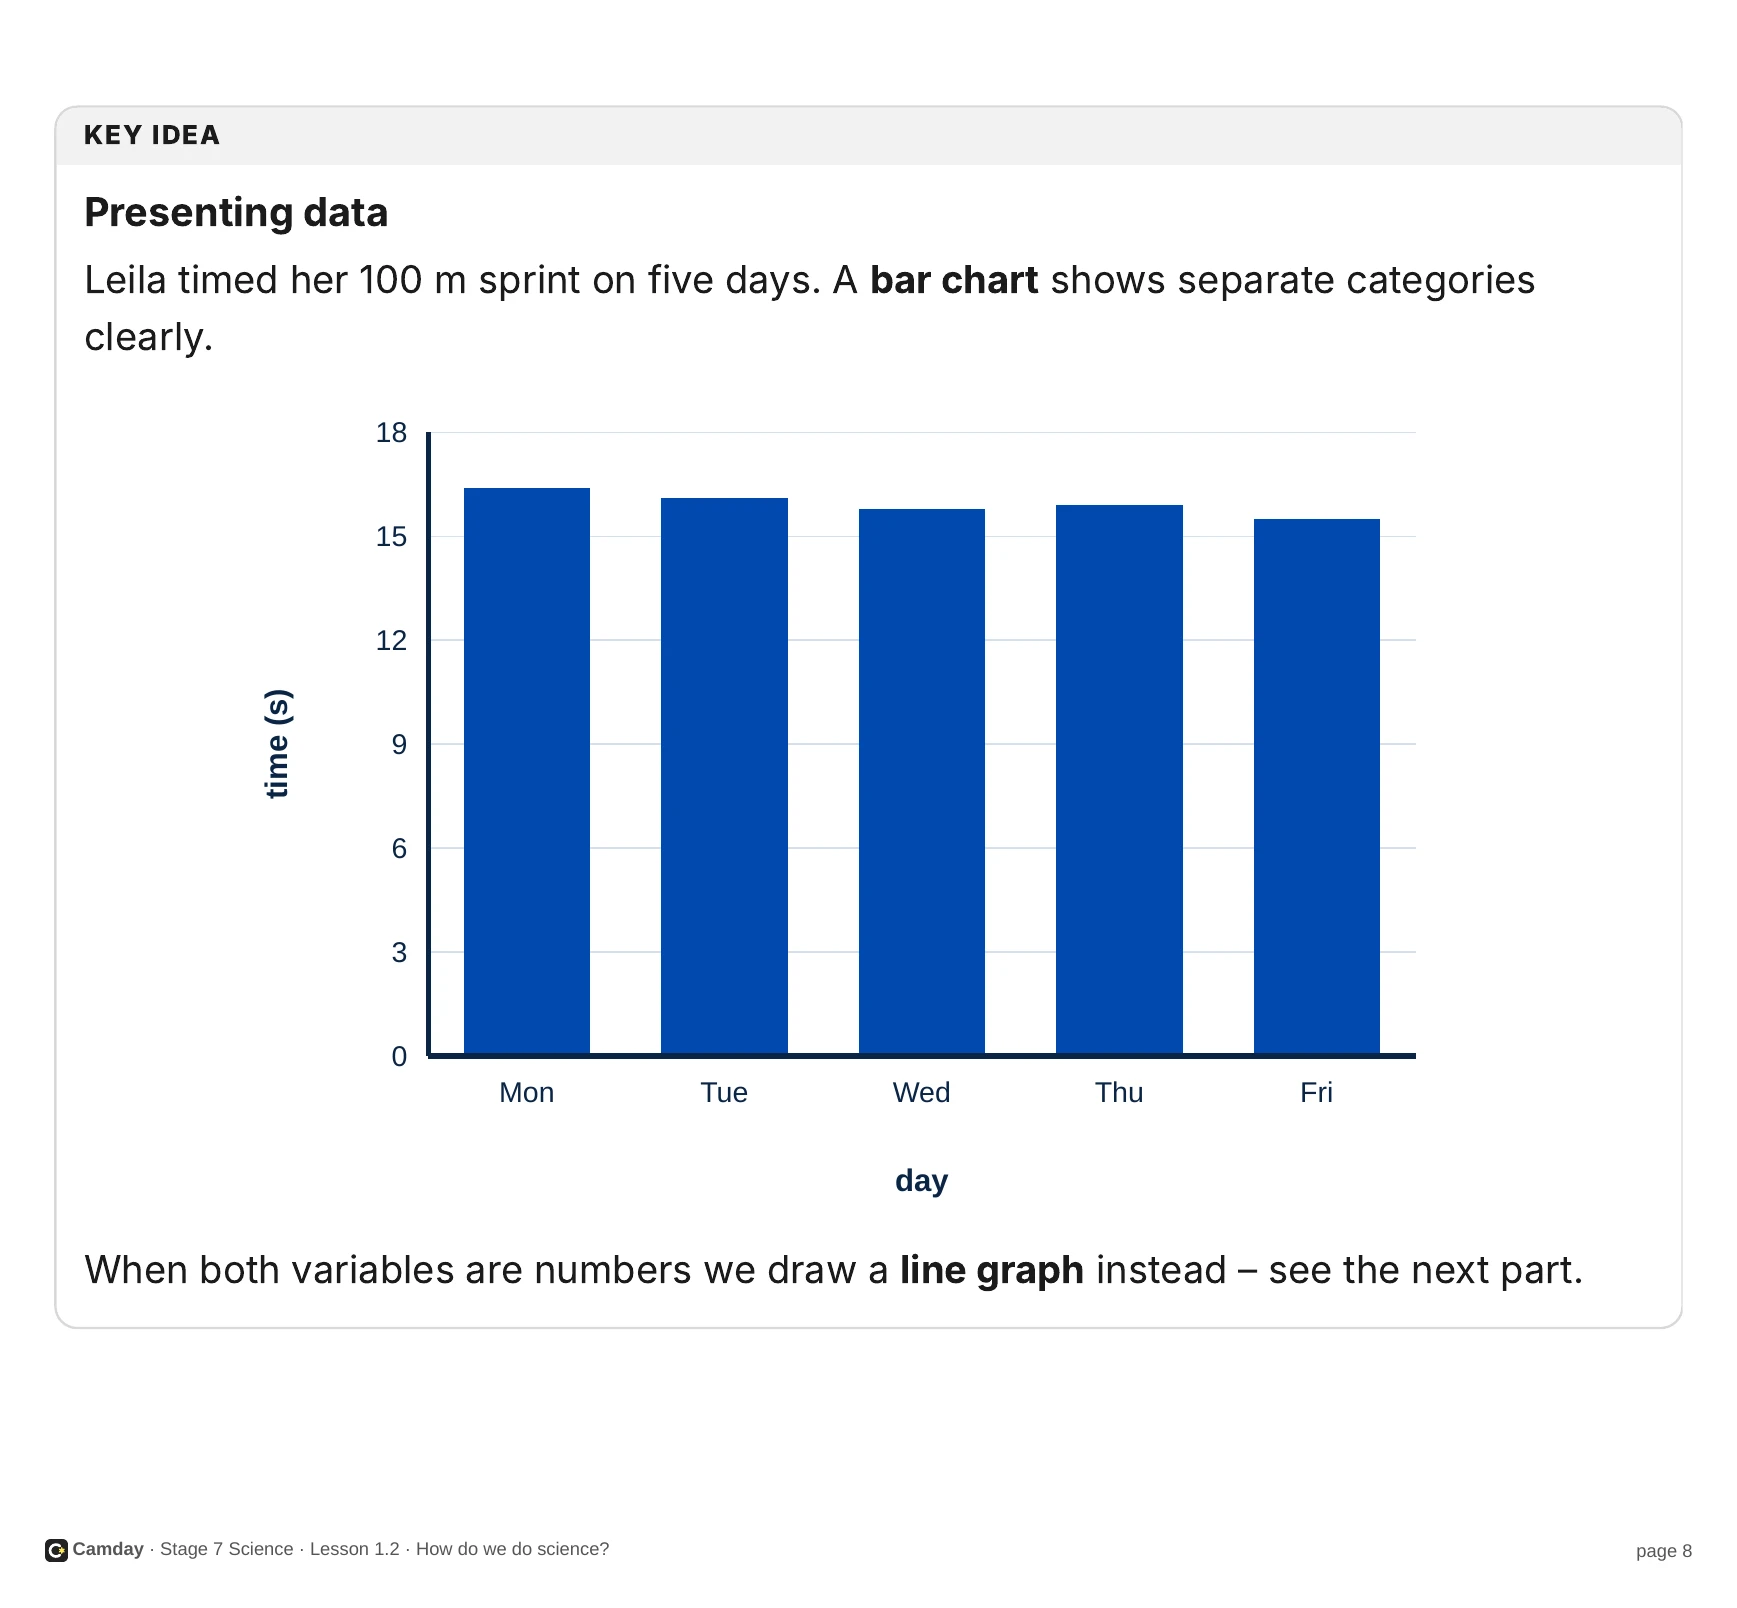 KEY IDEA
Presenting data
Leila timed her 100 m sprint on five days. A bar chart shows separate categories
clearly.
18
15
12
9
6
3
0
time (s)
Mon Tue Wed Thu Fri
day
When both variables are numbers we draw a line graph instead – see the next part.
Camday · Stage 7 Science · Lesson 1.2 · How do we do science?
page 8